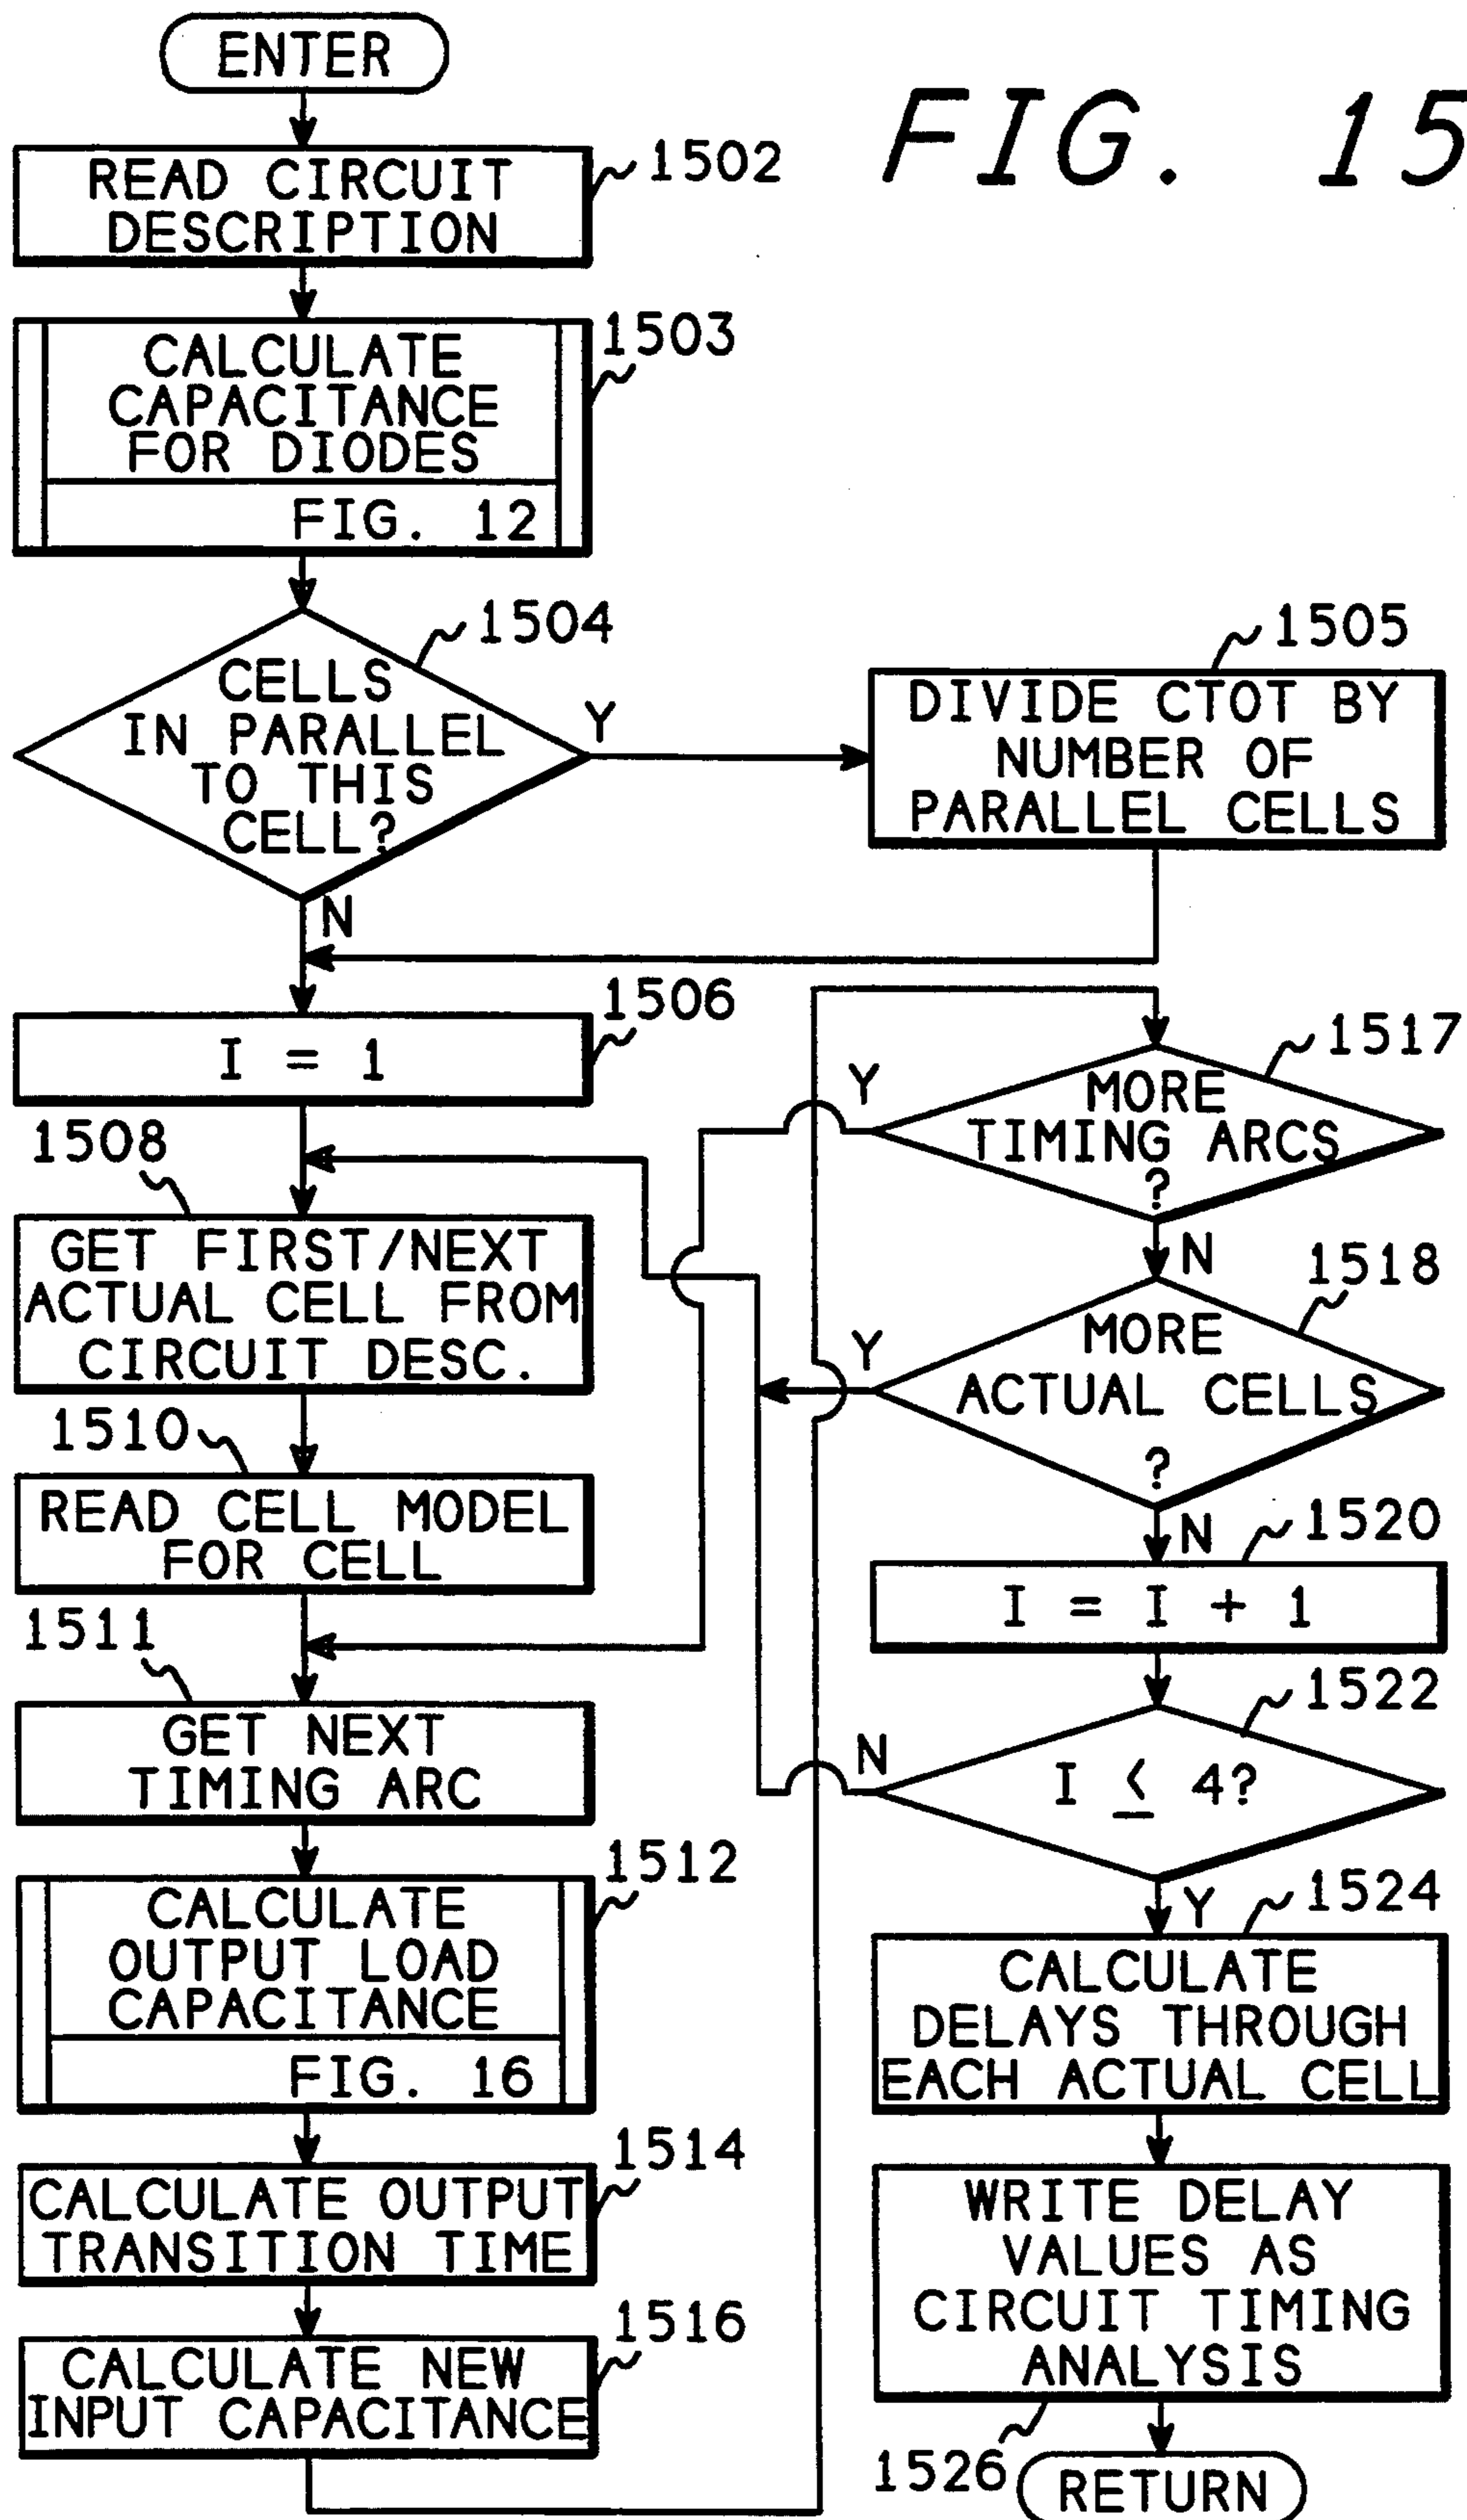 FIG. 15
ENTER
1502
READ CIRCUIT
DESCRIPTION
1503
CALCULATE
CAPACITANCE
FOR DIODES
FIG. 12
1504
CELLS
IN PARALLEL
TO THIS
CELL?
Y
N
1505
DIVIDE CTOT BY
NUMBER OF
PARALLEL CELLS
1506
I = 1
1508
GET FIRST/NEXT
ACTUAL CELL FROM
CIRCUIT DESC.
1510
READ CELL MODEL
FOR CELL
1511
GET NEXT
TIMING ARC
1512
CALCULATE
OUTPUT LOAD
CAPACITANCE
FIG. 16
1514
CALCULATE OUTPUT
TRANSITION TIME
1516
CALCULATE NEW
INPUT CAPACITANCE
1517
Y
MORE
TIMING ARCS
?
N
1518
Y
MORE
ACTUAL CELLS
?
N
1520
I = I + 1
1522
N
I ≤ 4?
Y
1524
CALCULATE
DELAYS THROUGH
EACH ACTUAL CELL
WRITE DELAY
VALUES AS
CIRCUIT TIMING
ANALYSIS
1526
RETURN